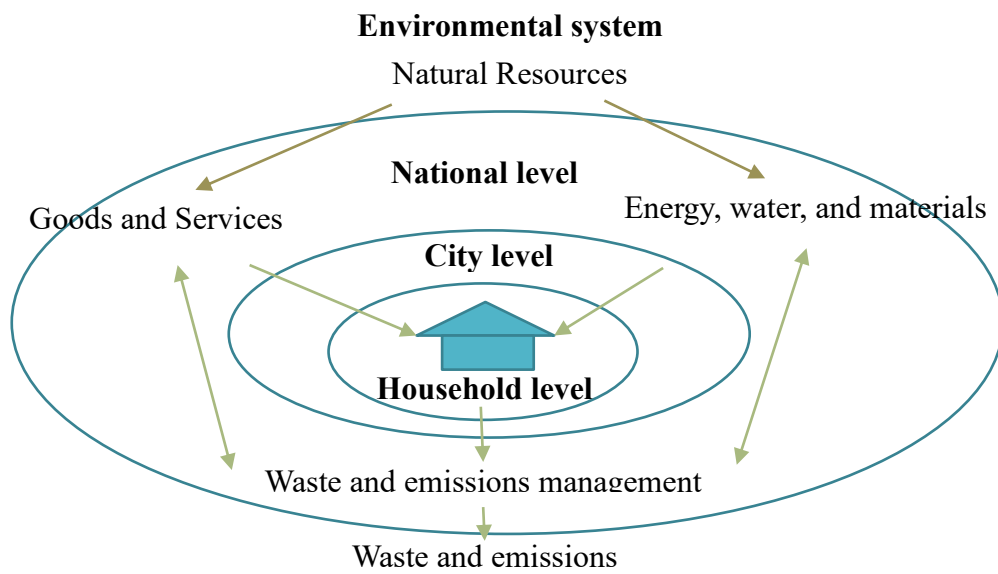 Environmental system
Natural Resources
National level
Goods and Services
Energy, water, and materials
City level
Household level
Waste and emissions management
Waste and emissions